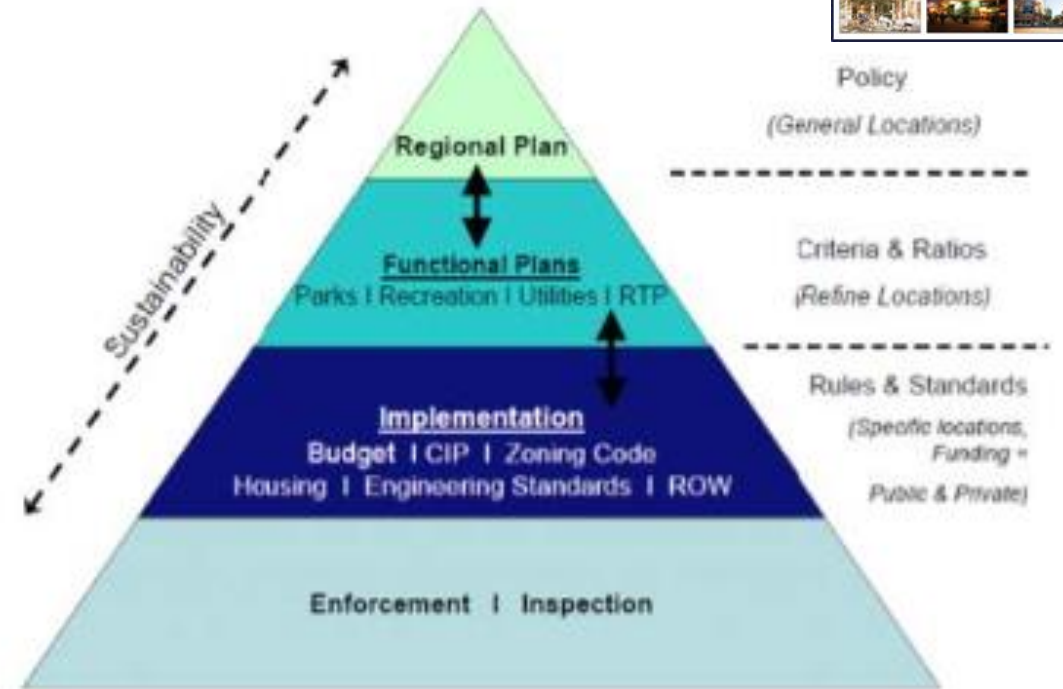 Policy
(General Locations)
Regional Plan
Sustainability
Criteria & Ratios
(Refine Locations)
Functional Plans
Parks I Recreation I Utilities I RTP
Rules & Standards
(Specific locations,
Funding =
Public & Private)
Implementation
Budget I CIP I Zoning Code
Housing I Engineering Standards I ROW
Enforcement I Inspection